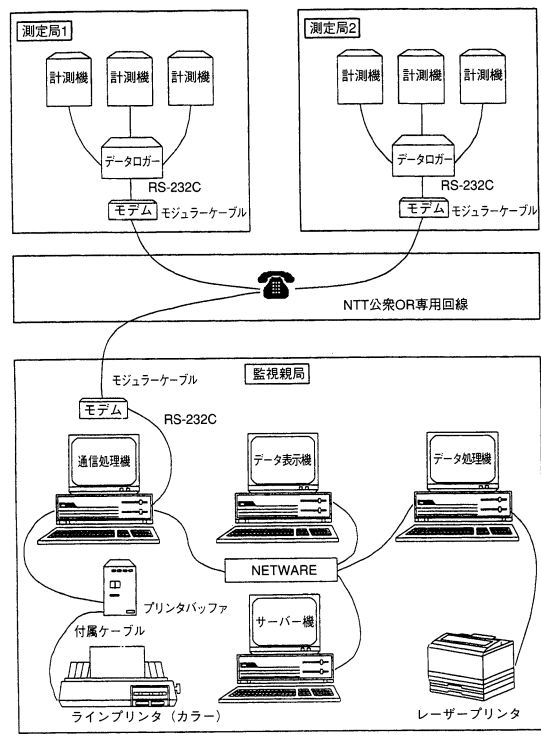 測定局1
計測機
計測機
計測機
データロガー
RS-232C
モデム
モジュラーケーブル
測定局2
計測機
計測機
計測機
データロガー
RS-232C
モデム
モジュラーケーブル
NTT公衆OR専用回線
監視親局
モジュラーケーブル
モデム
RS-232C
通信処理機
データ表示機
データ処理機
NETWARE
プリンタバッファ
付属ケーブル
サーバー機
ラインプリンタ(カラー)
レーザープリンタ